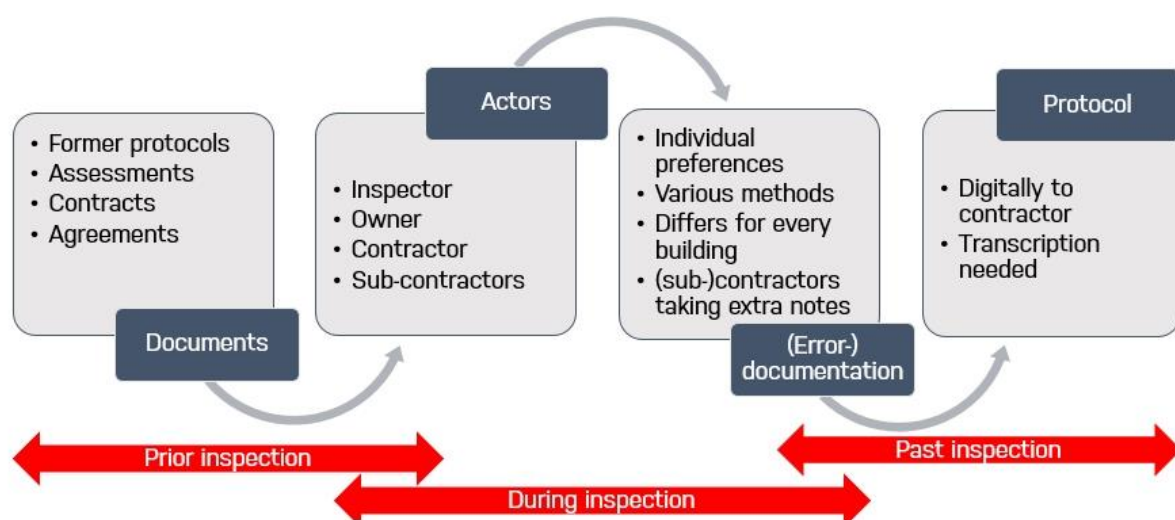 Former protocols
Assessments
Contracts
Agreements
Documents
Actors
Inspector
Owner
Contractor
Sub-contractors
Individual
preferences
Various methods
Differs for every
building
(sub-)contractors
taking extra notes
(Error-)
documentation
Protocol
Digitally to
contractor
Transcription
needed
Prior inspection
During inspection
Past inspection